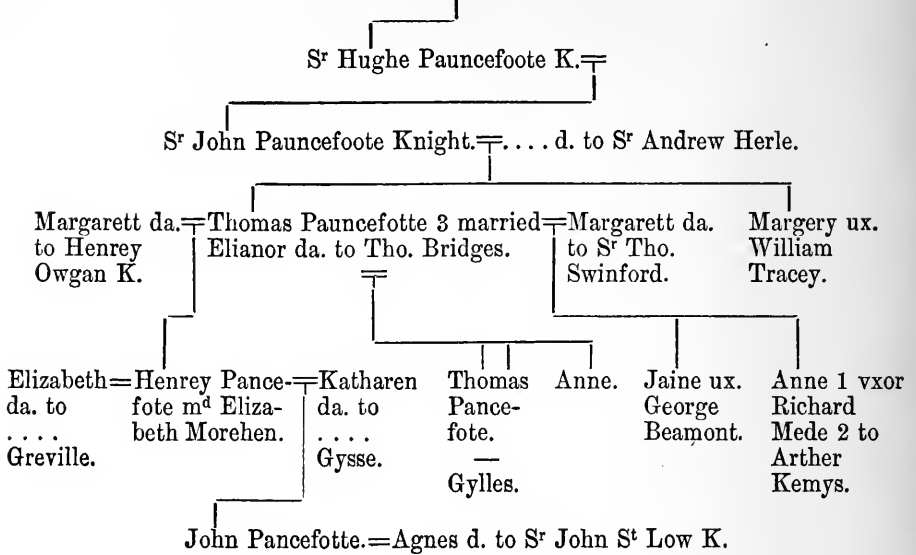 Sʳ Hughe Pauncefoote K.
Sʳ John Pauncefoote Knight. .... d. to Sʳ Andrew Herle.
Margarett da.
to Henrey
Owgan K.
Thomas Pauncefotte 3 married
Elianor da. to Tho. Bridges.
Margarett da.
to Sʳ Tho.
Swinford.
Margery ux.
William
Tracey.
Elizabeth
da. to
....
Greville.
=Henrey Pance-
fote mᵈ Eliza-
beth Morehen.
Katharen
da. to
....
Gysse.
Thomas
Pance-
fote.
—
Gylles.
Anne.
Jaine ux.
George
Beamont.
Anne 1 vxor
Richard
Mede 2 to
Arther
Kemys.
John Pancefotte.=Agnes d. to Sʳ John Sᵗ Low K.